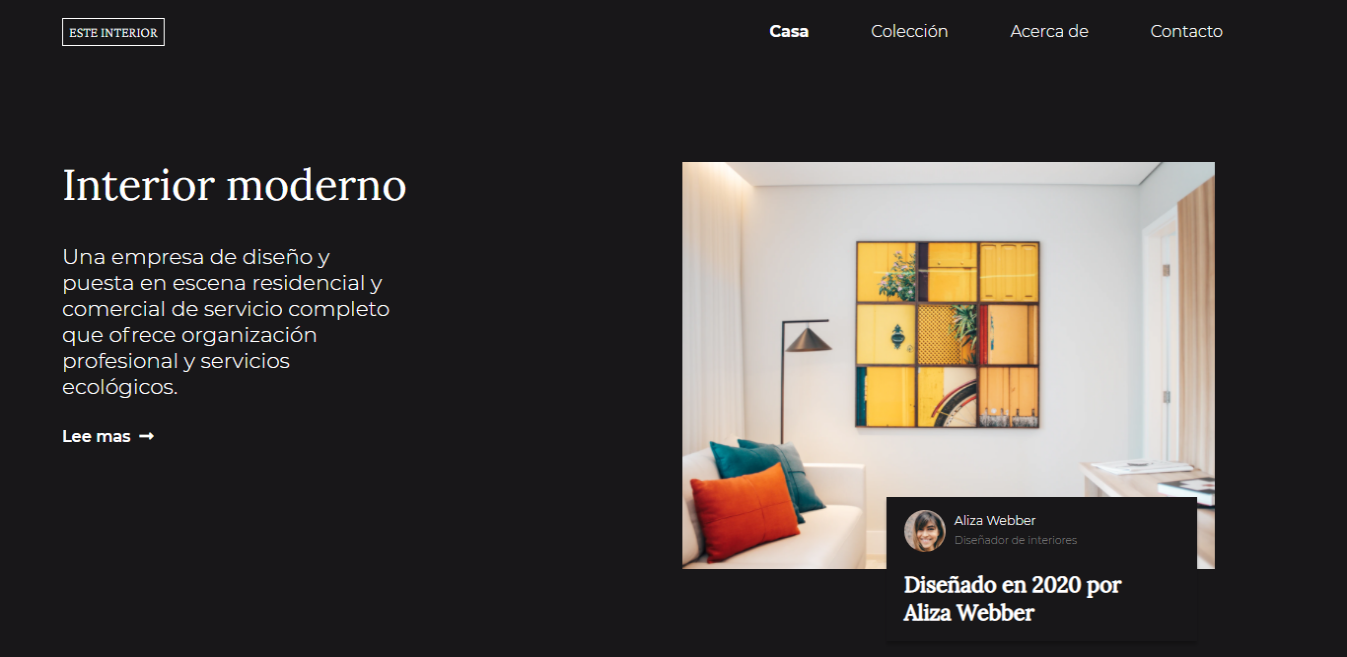 ESTE INTERIOR
Casa
Colección
Acerca de
Contacto
Interior moderno
Una empresa de diseño y
puesta en escena residencial y
comercial de servicio completo
que ofrece organización
profesional y servicios
ecológicos.
Lee mas →
Aliza Webber
Diseñador de interiores
Diseñado en 2020 por
Aliza Webber